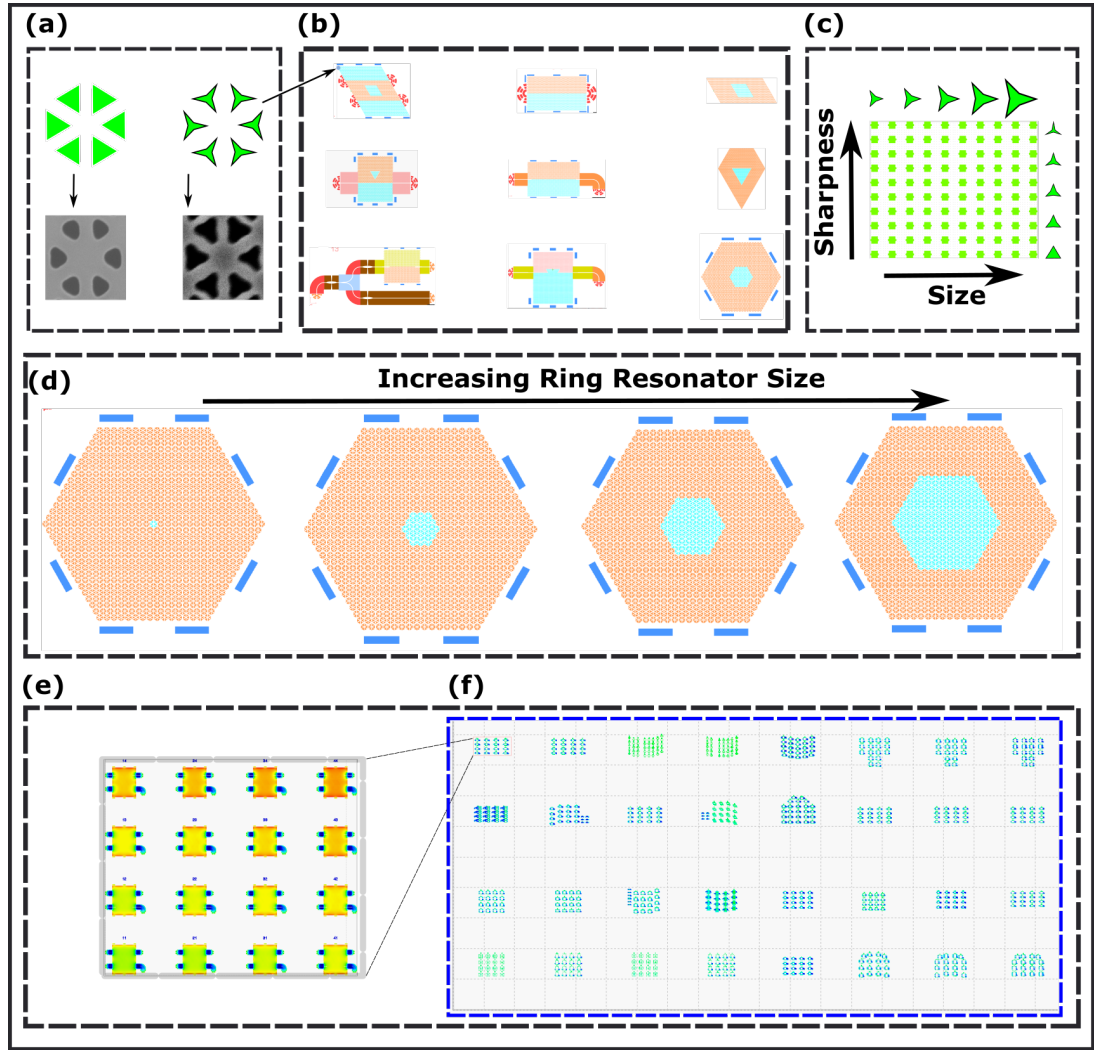 (a)
(b)
(c)
Sharpness
Size
(d)
Increasing Ring Resonator Size
(e)
(f)